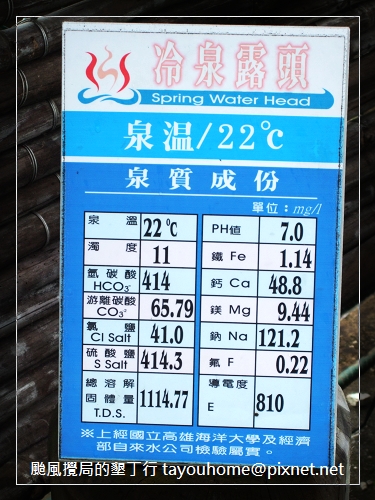 冷泉露頭
Spring Water Head
泉溫/22℃
泉質成份
單位：mg/l
泉溫 22℃ PH值 7.0
濁度 11 鐵 Fe 1.14
氫碳酸 HCO3⁻ 414 鈣 Ca 48.8
游離碳酸 CO3⁼ 65.79 鎂 Mg 9.44
氯鹽 Cl Salt 41.0 鈉 Na 121.2
硫酸鹽 S Salt 414.3 氟 F 0.22
總溶解固體量 T.D.S. 1114.77 導電度 E 810
※上經國立高雄海洋大學及經濟
部自來水公司檢驗屬實。
颱風攪局的墾丁行 tayouhome@pixnet.net